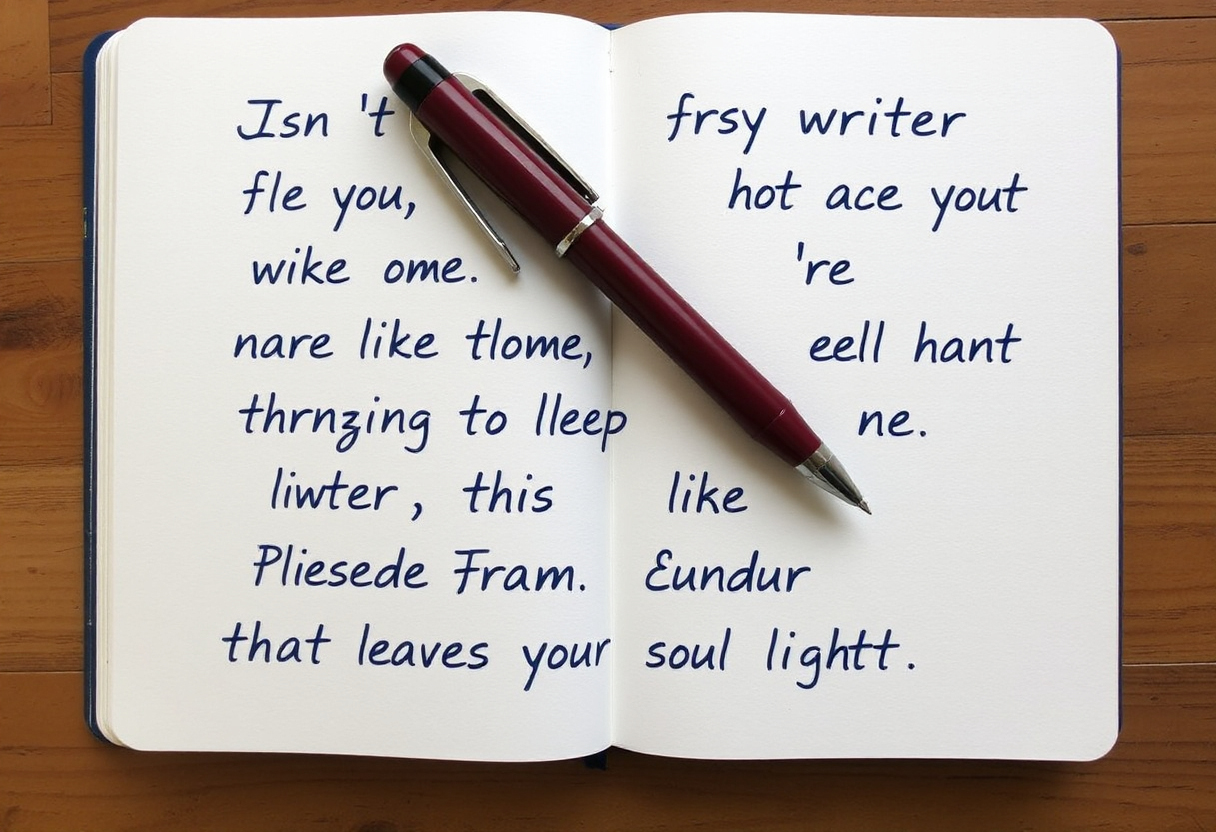 Isn 't frsy writer
fle you, hot ace yout
wike ome. 're
nare like tlome, eell hant
thrnzing to lleep ne.
liwter, this like
Pliesede Fram. Eundur
that leaves your soul lightt.